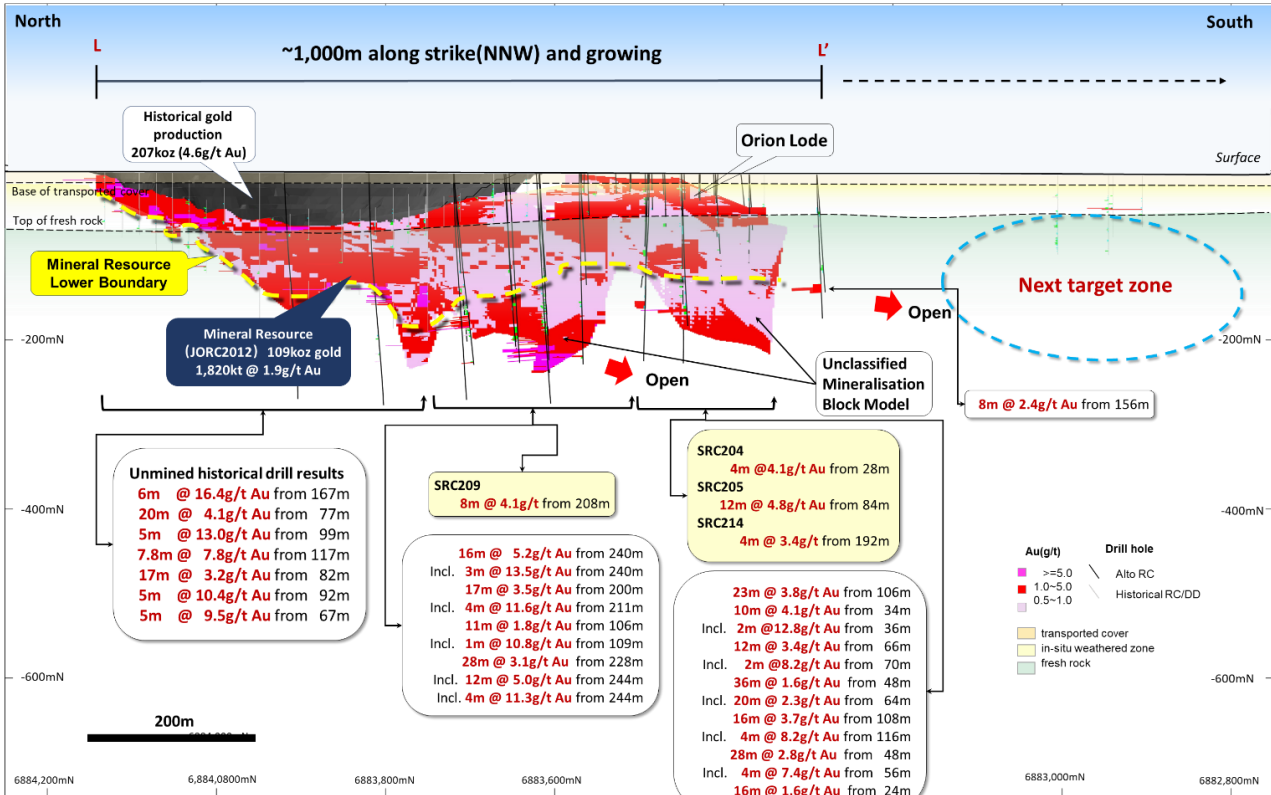 North
South
L
~1,000m along strike(NNW) and growing
L’
Historical gold
production
207koz (4.6g/t Au)
Orion Lode
Surface
Base of transported cover
Top of fresh rock
Mineral Resource
Lower Boundary
Mineral Resource
(JORC2012) 109koz gold
1,820kt @ 1.9g/t Au
Next target zone
Open
Open
Unclassified
Mineralisation
Block Model
8m @ 2.4g/t Au from 156m
-200mN
-200mN
-400mN
-400mN
-600mN
-600mN
Unmined historical drill results
6m @ 16.4g/t Au from 167m
20m @ 4.1g/t Au from 77m
5m @ 13.0g/t Au from 99m
7.8m @ 7.8g/t Au from 117m
17m @ 3.2g/t Au from 82m
5m @ 10.4g/t Au from 92m
5m @ 9.5g/t Au from 67m
SRC209
8m @ 4.1g/t from 208m
16m @ 5.2g/t Au from 240m
Incl. 3m @ 13.5g/t Au from 240m
17m @ 3.5g/t Au from 200m
Incl. 4m @ 11.6g/t Au from 211m
11m @ 1.8g/t Au from 106m
Incl. 1m @ 10.8g/t Au from 109m
28m @ 3.1g/t Au from 228m
Incl. 12m @ 5.0g/t Au from 244m
Incl. 4m @ 11.3g/t Au from 244m
SRC204
4m @4.1g/t Au from 28m
SRC205
12m @ 4.8g/t Au from 84m
SRC214
4m @ 3.4g/t from 192m
23m @ 3.8g/t Au from 106m
10m @ 4.1g/t Au from 34m
Incl. 2m @12.8g/t Au from 36m
12m @ 3.4g/t Au from 66m
Incl. 2m @8.2g/t Au from 70m
36m @ 1.6g/t Au from 48m
Incl. 20m @ 2.3g/t Au from 64m
16m @ 3.7g/t Au from 108m
Incl. 4m @ 8.2g/t Au from 116m
28m @ 2.8g/t Au from 48m
Incl. 4m @ 7.4g/t Au from 56m
16m @ 1.6g/t Au from 24m
Au(g/t)
Drill hole
>=5.0
1.0~5.0
0.5~1.0
Alto RC
Historical RC/DD
transported cover
in-situ weathered zone
fresh rock
200m
6884,200mN
6,884,0800mN
6883,800mN
6883,600mN
6883,000mN
6882,800mN